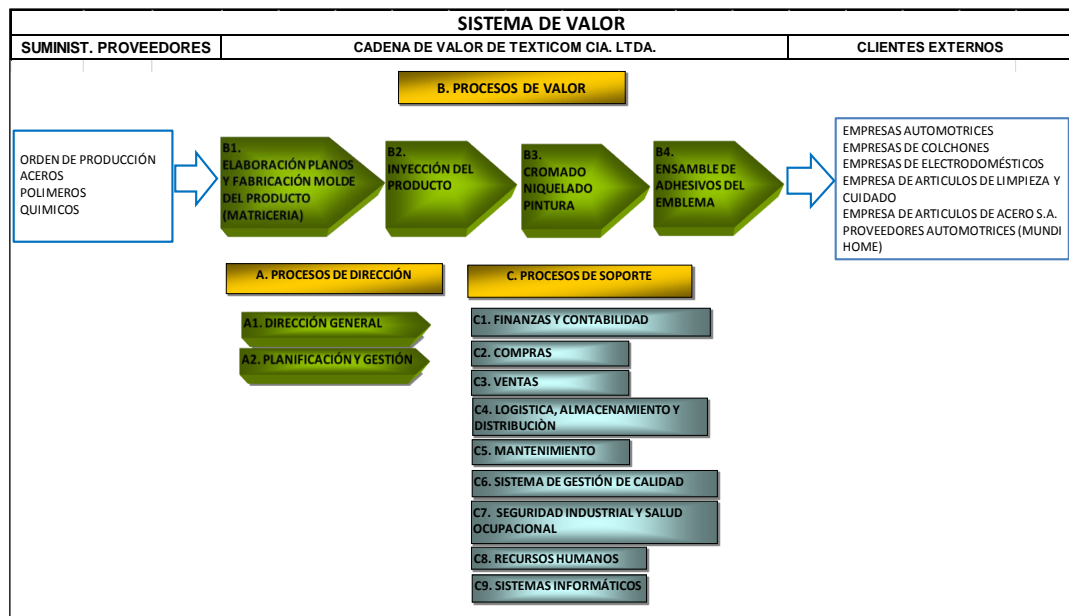 SISTEMA DE VALOR
SUMINIST. PROVEEDORES
CADENA DE VALOR DE TEXTICOM CIA. LTDA.
CLIENTES EXTERNOS
B. PROCESOS DE VALOR
ORDEN DE PRODUCCIÓN
ACEROS
POLIMEROS
QUIMICOS
B1.
ELABORACIÓN PLANOS
Y FABRICACIÓN MOLDE
DEL PRODUCTO
(MATRICERIA)
B2.
INYECCIÓN DEL
PRODUCTO
B3.
CROMADO
NIQUELADO
PINTURA
B4.
ENSAMBLE DE
ADHESIVOS DEL
EMBLEMA
EMPRESAS AUTOMOTRICES
EMPRESAS DE COLCHONES
EMPRESAS DE ELECTRODOMÉSTICOS
EMPRESA DE ARTICULOS DE LIMPIEZA Y
CUIDADO
EMPRESA DE ARTICULOS DE ACERO S.A.
PROVEEDORES AUTOMOTRICES (MUNDI
HOME)
A. PROCESOS DE DIRECCIÓN
A1. DIRECCIÓN GENERAL
A2. PLANIFICACIÓN Y GESTIÓN
C. PROCESOS DE SOPORTE
C1. FINANZAS Y CONTABILIDAD
C2. COMPRAS
C3. VENTAS
C4. LOGISTICA, ALMACENAMIENTO Y
DISTRIBUCIÒN
C5. MANTENIMIENTO
C6. SISTEMA DE GESTIÓN DE CALIDAD
C7. SEGURIDAD INDUSTRIAL Y SALUD
OCUPACIONAL
C8. RECURSOS HUMANOS
C9. SISTEMAS INFORMÁTICOS